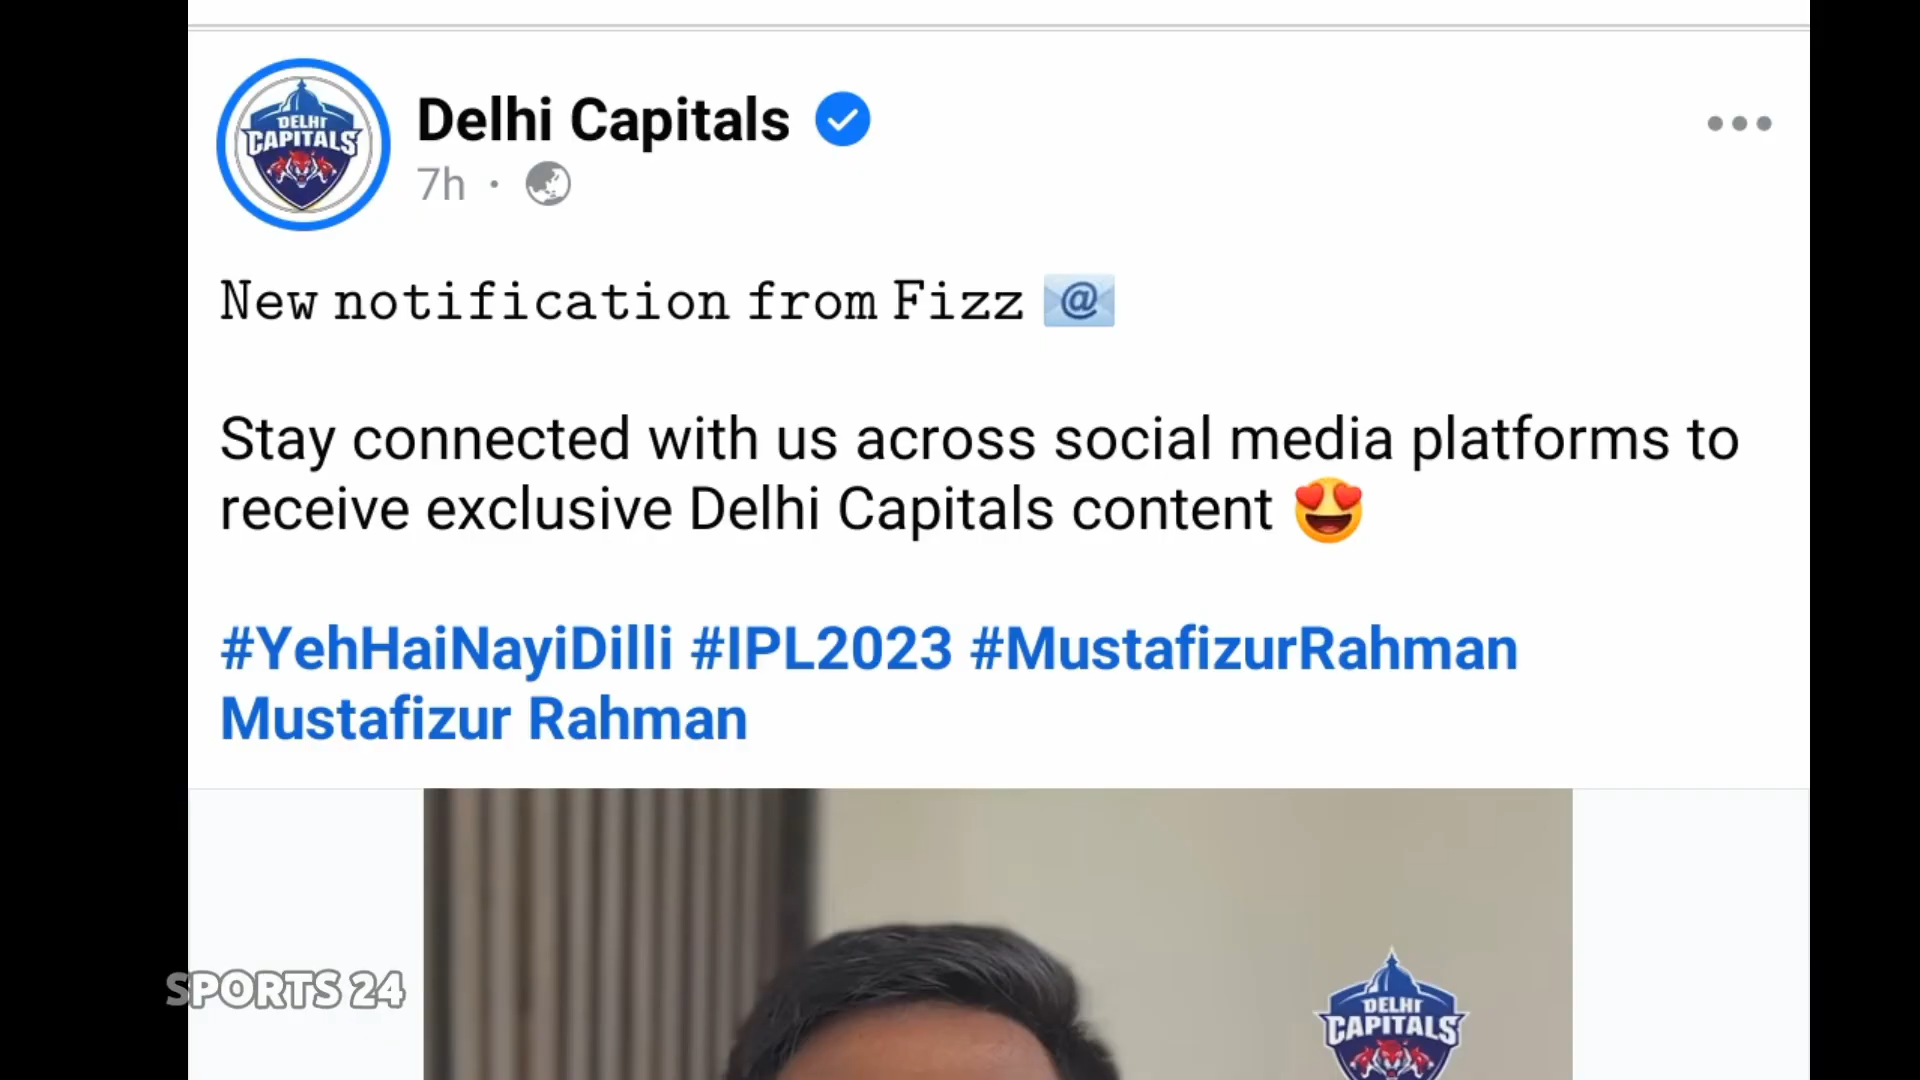 DELHI
CAPITALS
Delhi Capitals
7h ·
New notification from Fizz
Stay connected with us across social media platforms to
receive exclusive Delhi Capitals content
#YehHaiNayiDilli #IPL2023 #MustafizurRahman
Mustafizur Rahman
SPORTS 24
DELHI
CAPITALS